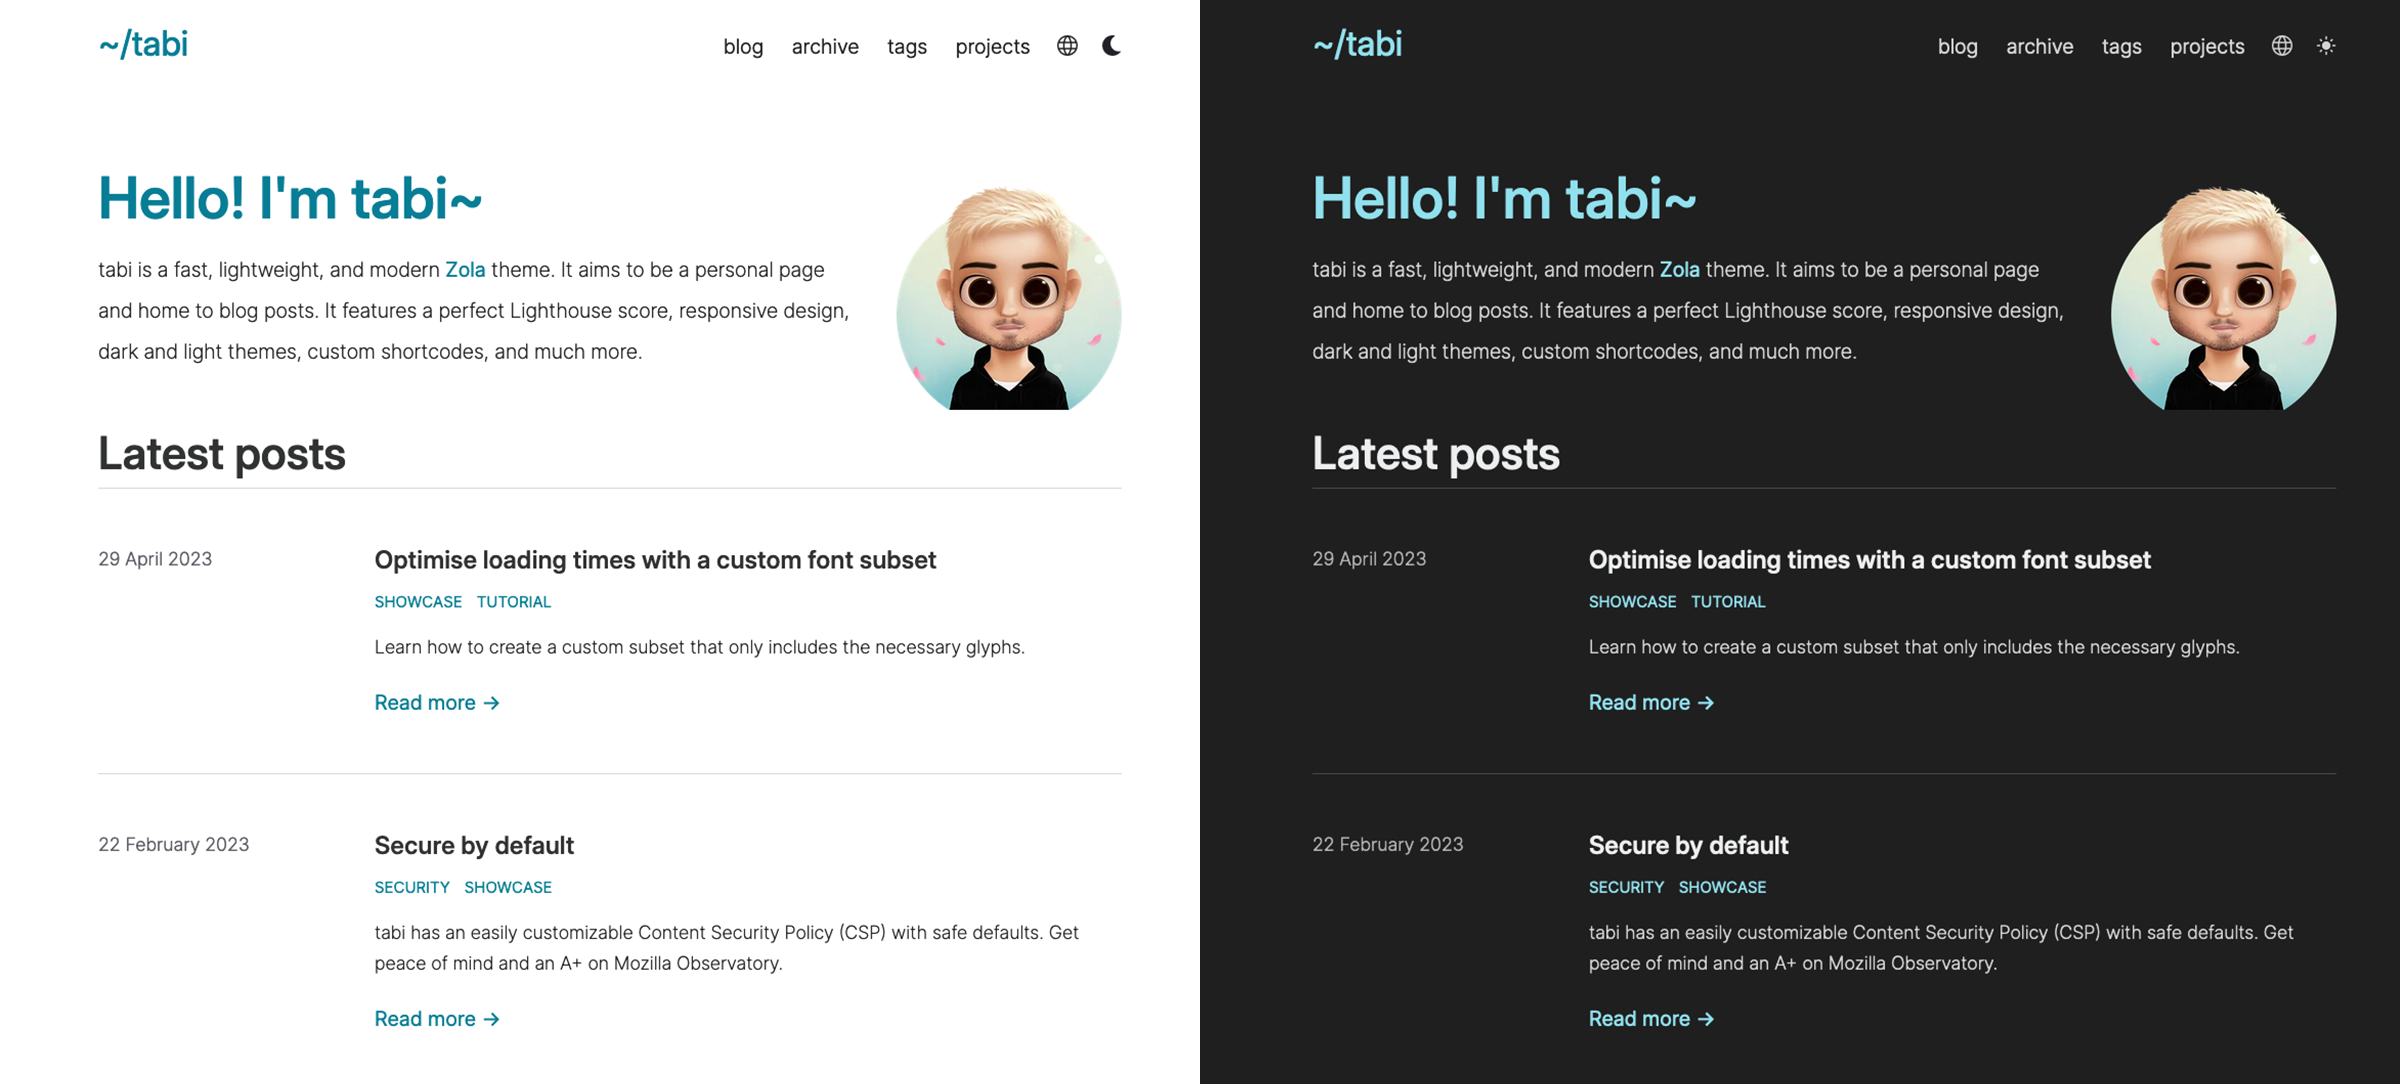 ~/tabi
blog archive tags projects
Hello! I'm tabi~
tabi is a fast, lightweight, and modern Zola theme. It aims to be a personal page
and home to blog posts. It features a perfect Lighthouse score, responsive design,
dark and light themes, custom shortcodes, and much more.
Latest posts
29 April 2023
Optimise loading times with a custom font subset
SHOWCASE TUTORIAL
Learn how to create a custom subset that only includes the necessary glyphs.
Read more →
22 February 2023
Secure by default
SECURITY SHOWCASE
tabi has an easily customizable Content Security Policy (CSP) with safe defaults. Get
peace of mind and an A+ on Mozilla Observatory.
Read more →
~/tabi
blog archive tags projects
Hello! I'm tabi~
tabi is a fast, lightweight, and modern Zola theme. It aims to be a personal page
and home to blog posts. It features a perfect Lighthouse score, responsive design,
dark and light themes, custom shortcodes, and much more.
Latest posts
29 April 2023
Optimise loading times with a custom font subset
SHOWCASE TUTORIAL
Learn how to create a custom subset that only includes the necessary glyphs.
Read more →
22 February 2023
Secure by default
SECURITY SHOWCASE
tabi has an easily customizable Content Security Policy (CSP) with safe defaults. Get
peace of mind and an A+ on Mozilla Observatory.
Read more →